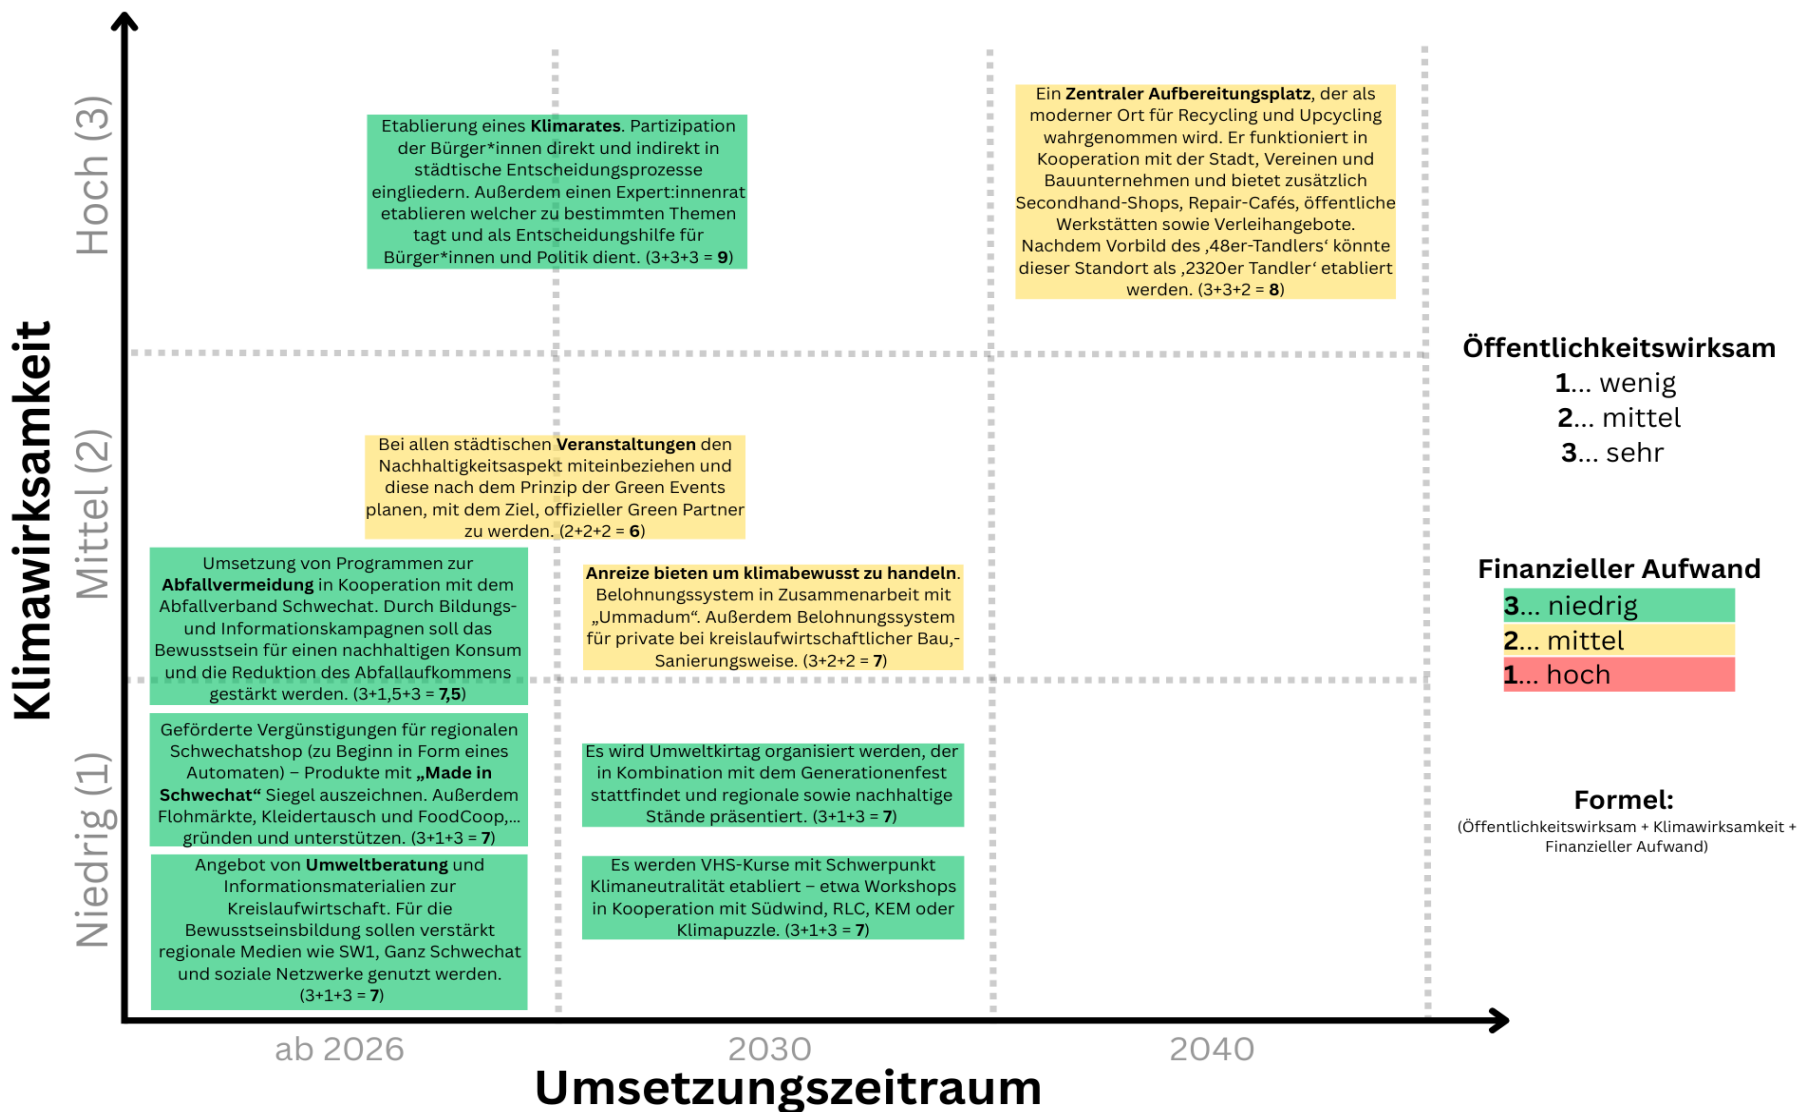 Klimawirksamkeit
Hoch (3)
Mittel (2)
Niedrig (1)
Etablierung eines Klimarates. Partizipation
der Bürger*innen direkt und indirekt in
städtische Entscheidungsprozesse
eingliedern. Außerdem einen Expert:innenrat
etablieren welcher zu bestimmten Themen
tagt und als Entscheidungshilfe für
Bürger*innen und Politik dient. (3+3+3 = 9)
Ein Zentraler Aufbereitungsplatz, der als
moderner Ort für Recycling und Upcycling
wahrgenommen wird. Er funktioniert in
Kooperation mit der Stadt, Vereinen und
Bauunternehmen und bietet zusätzlich
Secondhand-Shops, Repair-Cafés, öffentliche
Werkstätten sowie Verleihangebote.
Nachdem Vorbild des ‚48er-Tandlers‘ könnte
dieser Standort als ‚2320er Tandler‘ etabliert
werden. (3+3+2 = 8)
Bei allen städtischen Veranstaltungen den
Nachhaltigkeitsaspekt miteinbeziehen und
diese nach dem Prinzip der Green Events
planen, mit dem Ziel, offizieller Green Partner
zu werden. (2+2+2 = 6)
Umsetzung von Programmen zur
Abfallvermeidung in Kooperation mit dem
Abfallverband Schwechat. Durch Bildungs-
und Informationskampagnen soll das
Bewusstsein für einen nachhaltigen Konsum
und die Reduktion des Abfallaufkommens
gestärkt werden. (3+1,5+3 = 7,5)
Anreize bieten um klimabewusst zu handeln.
Belohnungssystem in Zusammenarbeit mit
„Ummadum“. Außerdem Belohnungssystem
für private bei kreislaufwirtschaftlicher Bau,-
Sanierungsweise. (3+2+2 = 7)
Geförderte Vergünstigungen für regionalen
Schwechatshop (zu Beginn in Form eines
Automaten) – Produkte mit „Made in
Schwechat“ Siegel auszeichnen. Außerdem
Flohmärkte, Kleidertausch und FoodCoop,...
gründen und unterstützen. (3+1+3 = 7)
Es wird Umweltkirtag organisiert werden, der
in Kombination mit dem Generationenfest
stattfindet und regionale sowie nachhaltige
Stände präsentiert. (3+1+3 = 7)
Angebot von Umweltberatung und
Informationsmaterialien zur
Kreislaufwirtschaft. Für die
Bewusstseinsbildung sollen verstärkt
regionale Medien wie SW1, Ganz Schwechat
und soziale Netzwerke genutzt werden.
(3+1+3 = 7)
Es werden VHS-Kurse mit Schwerpunkt
Klimaneutralität etabliert – etwa Workshops
in Kooperation mit Südwind, RLC, KEM oder
Klimapuzzle. (3+1+3 = 7)
Öffentlichkeitswirksam
1... wenig
2... mittel
3... sehr
Finanzieller Aufwand
3... niedrig
2... mittel
1... hoch
Formel:
(Öffentlichkeitswirksam + Klimawirksamkeit +
Finanzieller Aufwand)
ab 2026
2030
2040
Umsetzungszeitraum